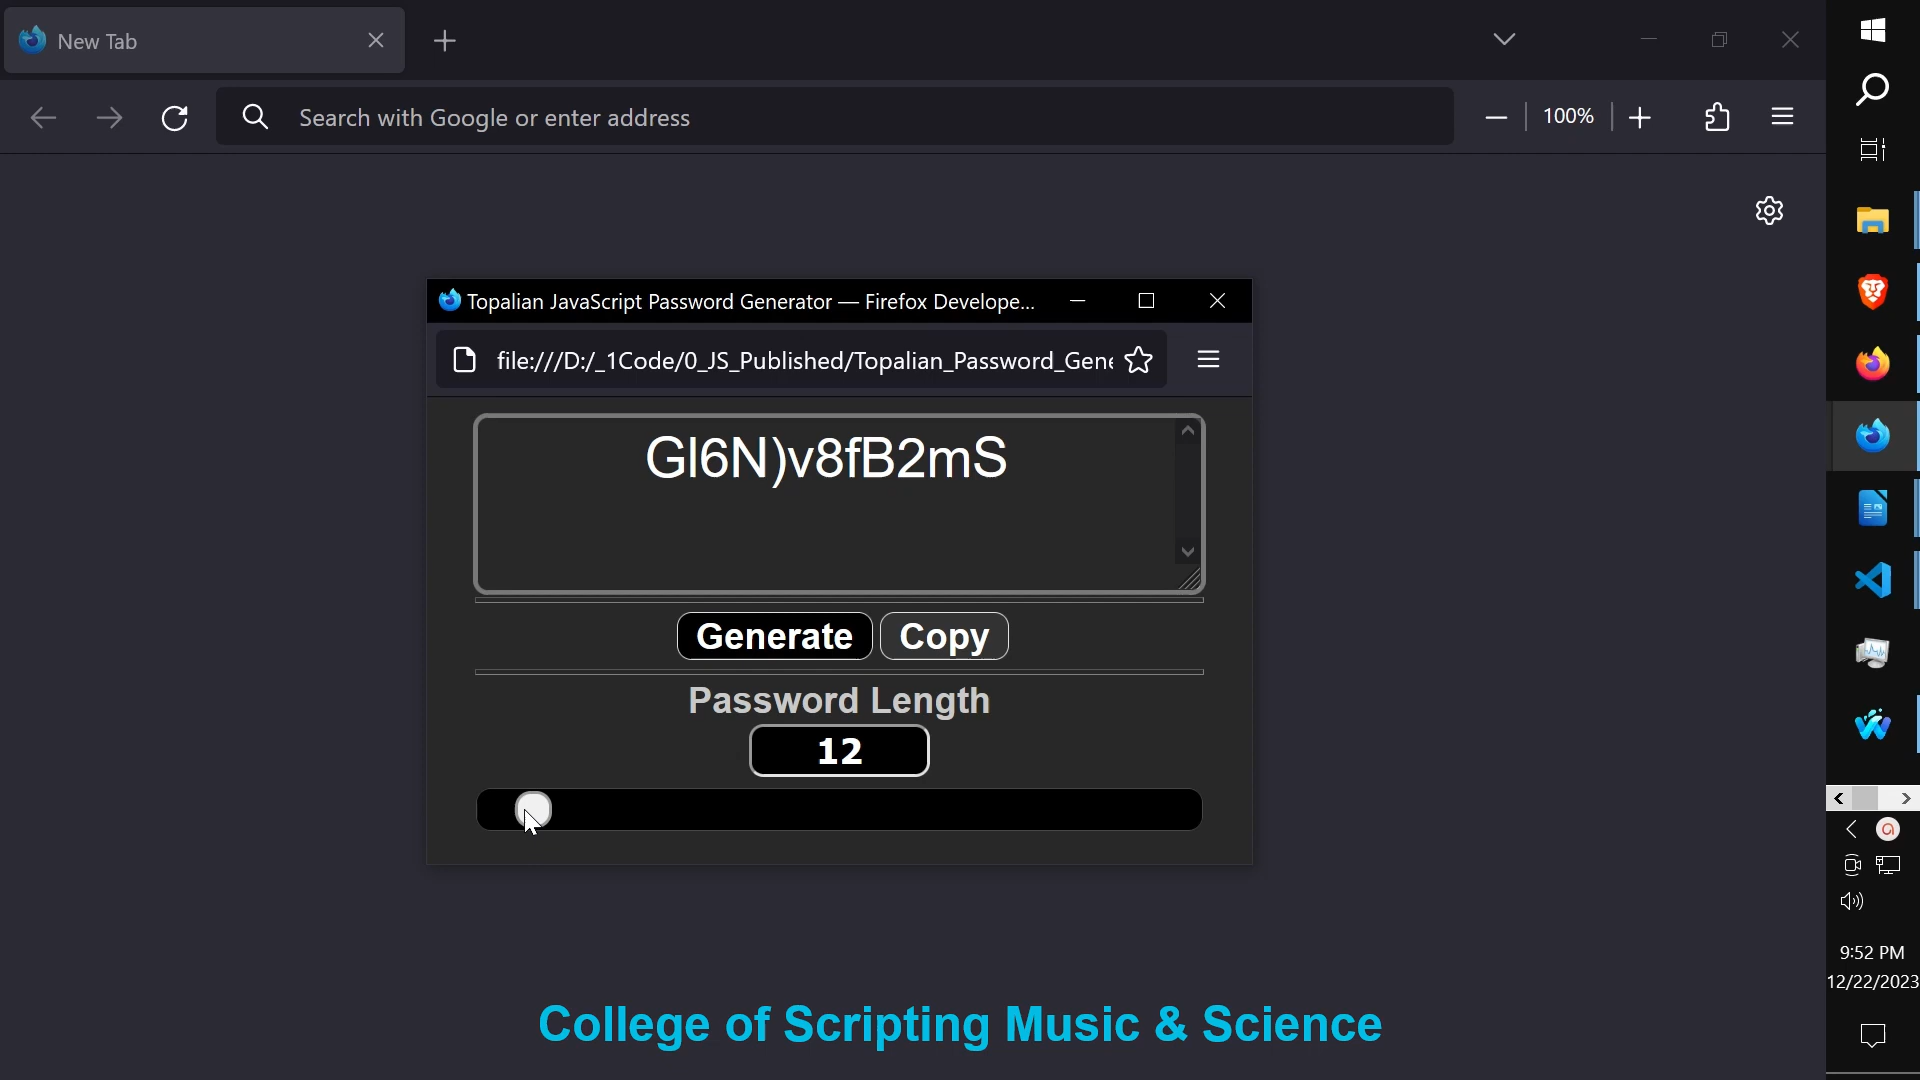 New Tab
Search with Google or enter address
100%
Topalian JavaScript Password Generator — Firefox Develope...
file:///D:/_1Code/0_JS_Published/Topalian_Password_Gene
Gl6N)v8fB2mS
Generate Copy
Password Length
12
9:52 PM
12/22/2023
College of Scripting Music & Science